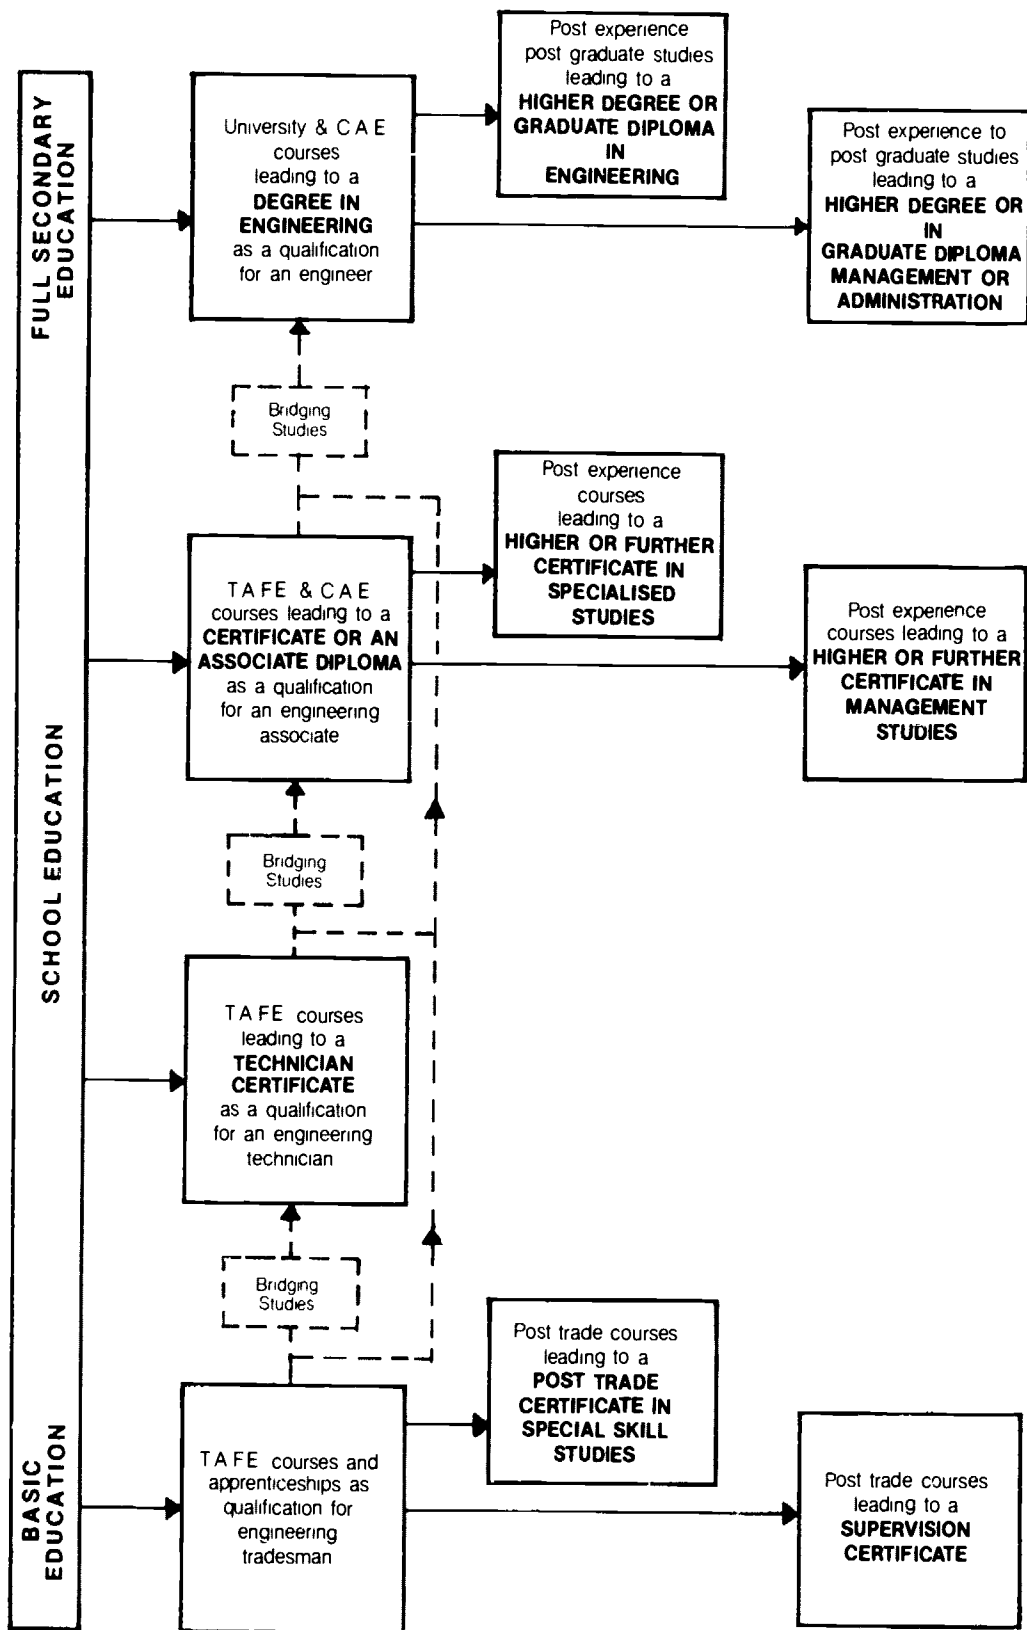 FULL SECONDARY
EDUCATION
SCHOOL EDUCATION
BASIC
EDUCATION
University & C A E
courses
leading to a
DEGREE IN
ENGINEERING
as a qualification
for an engineer
Post experience
post graduate studies
leading to a
HIGHER DEGREE OR
GRADUATE DIPLOMA
IN
ENGINEERING
Post experience to
post graduate studies
leading to a
HIGHER DEGREE OR
IN
GRADUATE DIPLOMA
MANAGEMENT OR
ADMINISTRATION
Bridging
Studies
TAFE & CAE
courses leading to a
CERTIFICATE OR AN
ASSOCIATE DIPLOMA
as a qualification
for an engineering
associate
Post experience
courses
leading to a
HIGHER OR FURTHER
CERTIFICATE IN
SPECIALISED
STUDIES
Post experience
courses leading to a
HIGHER OR FURTHER
CERTIFICATE IN
MANAGEMENT
STUDIES
Bridging
Studies
TAFE courses
leading to a
TECHNICIAN
CERTIFICATE
as a qualification
for an engineering
technician
Bridging
Studies
TAFE courses and
apprenticeships as
qualification for
engineering
tradesman
Post trade courses
leading to a
POST TRADE
CERTIFICATE IN
SPECIAL SKILL
STUDIES
Post trade courses
leading to a
SUPERVISION
CERTIFICATE